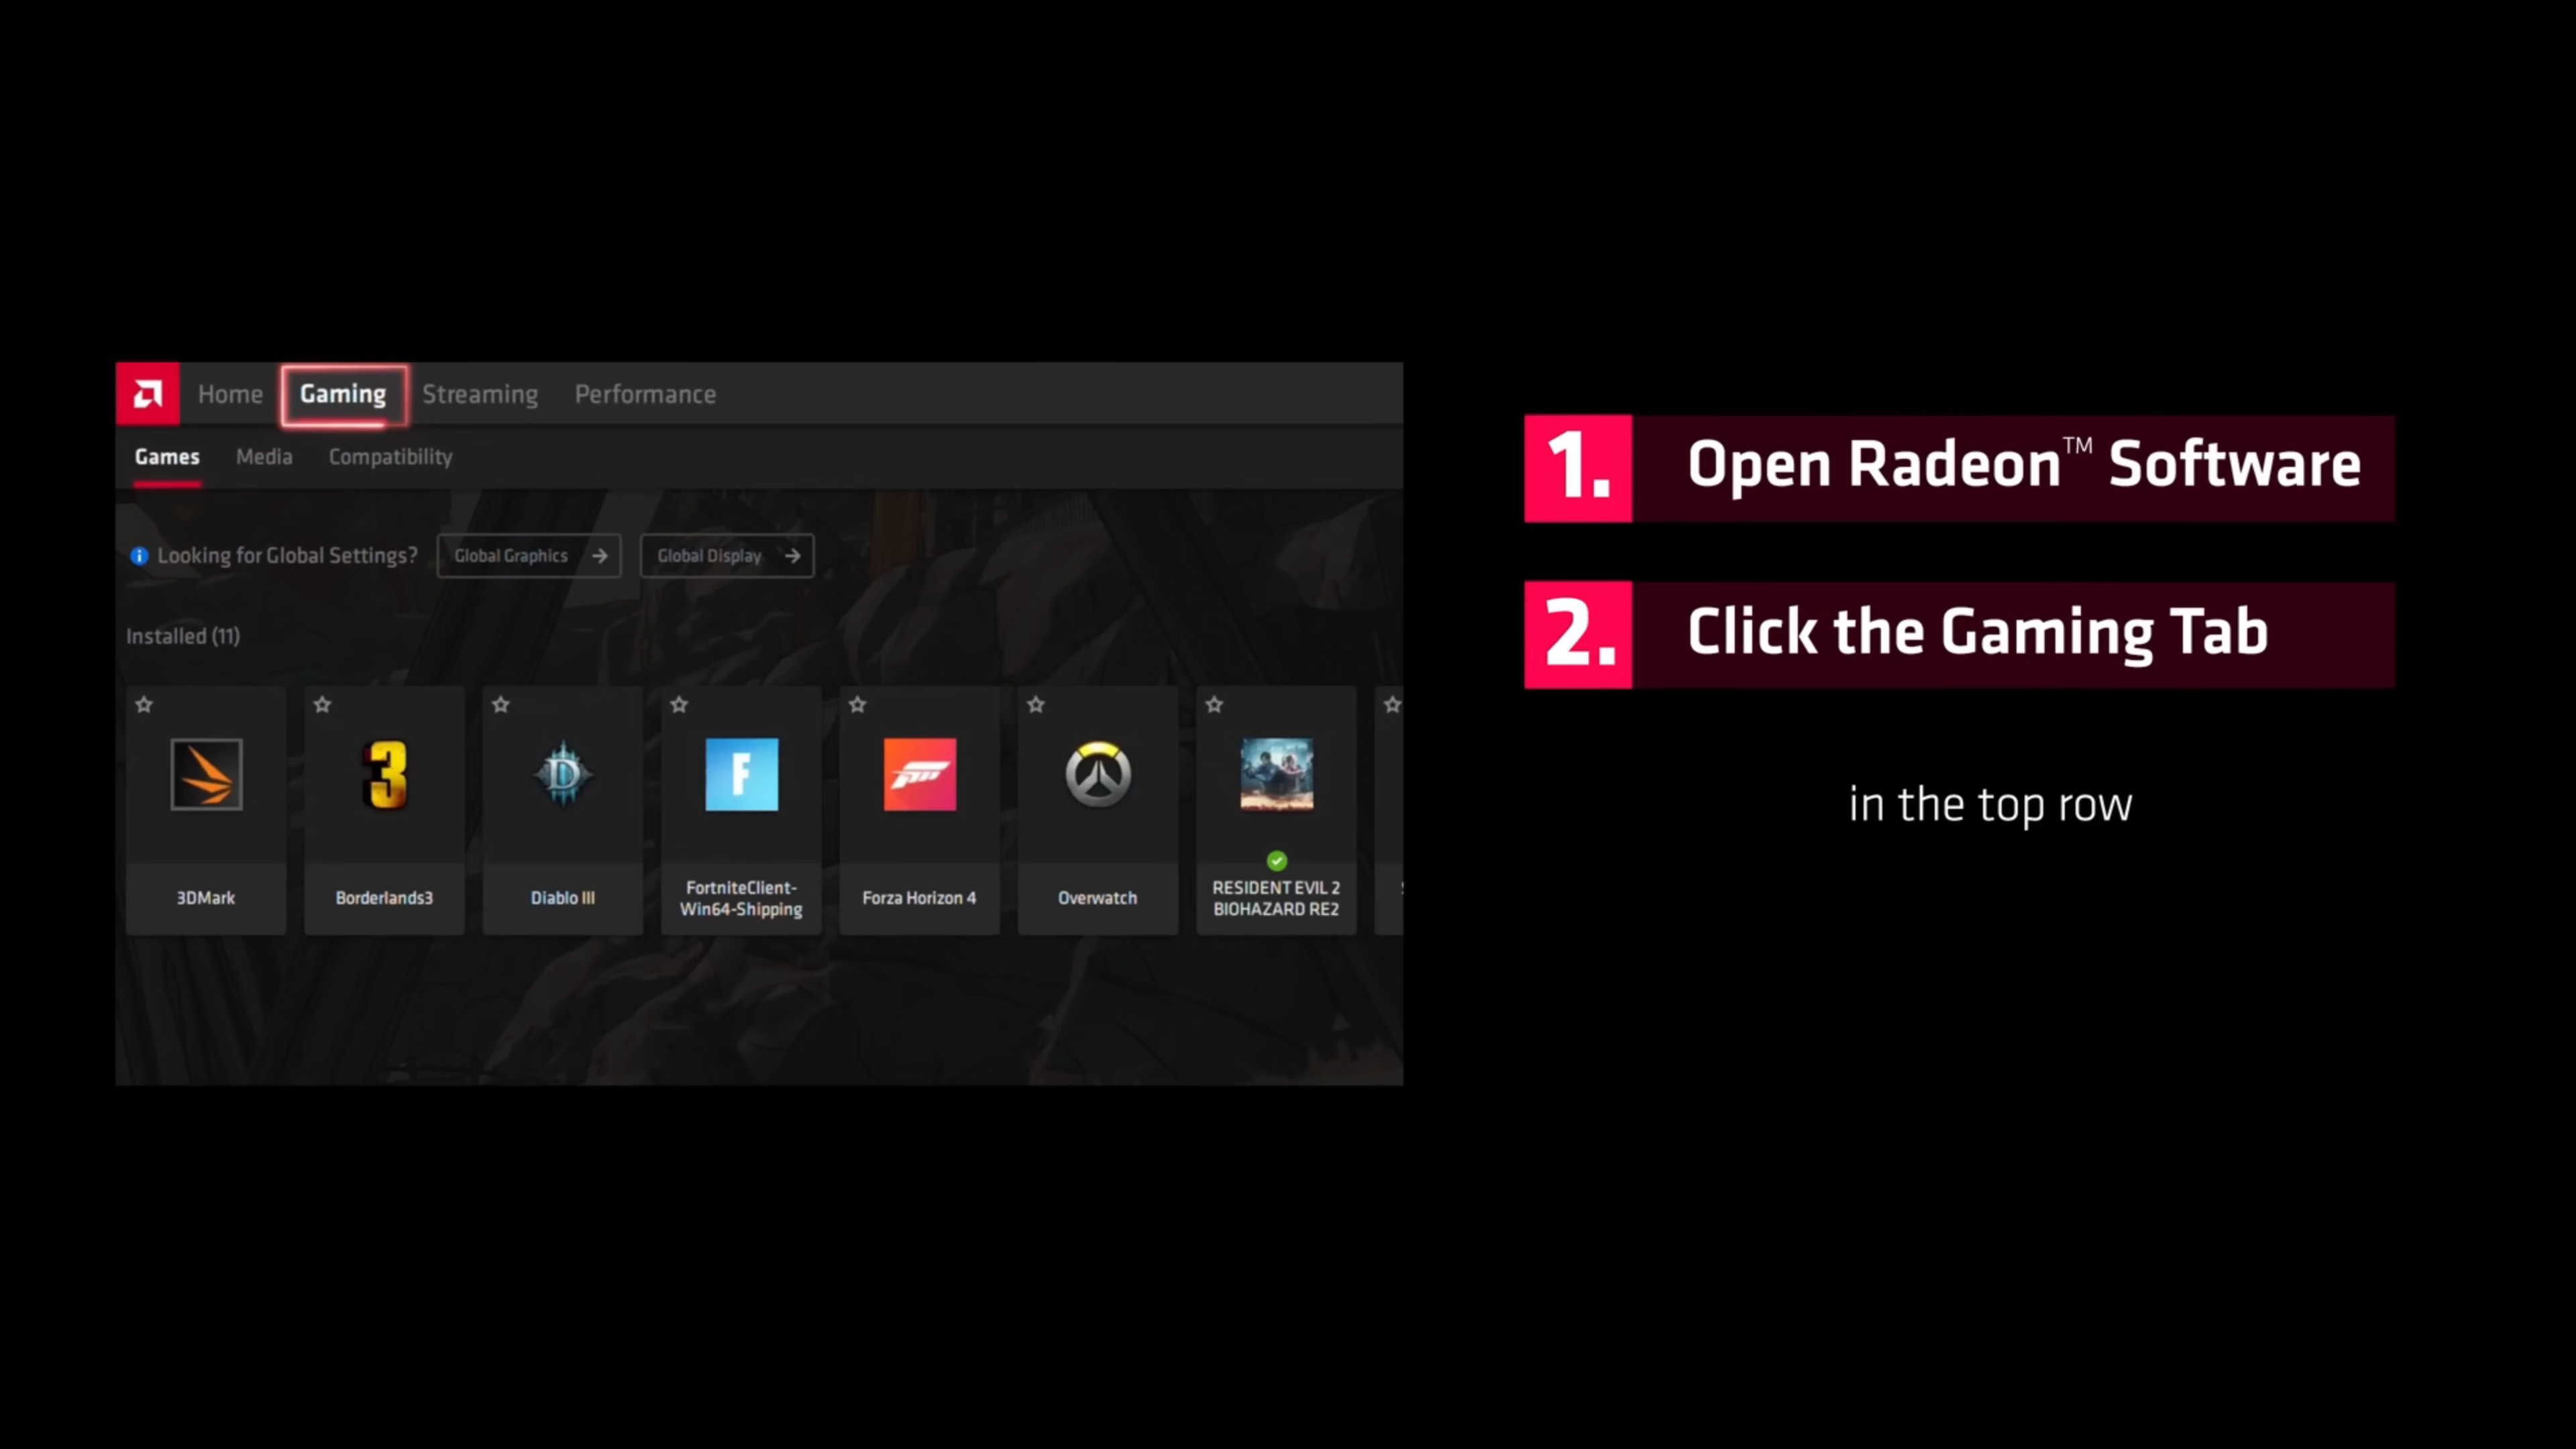 Home Gaming Streaming Performance
Games Media Compatibility
Looking for Global Settings? Global Graphics → Global Display →
Installed (11)
3
D
F
3DMark
Borderlands3
Diablo III
FortniteClient-
Win64-Shipping
Forza Horizon 4
Overwatch
RESIDENT EVIL 2
BIOHAZARD RE2
1. Open Radeon™ Software
2. Click the Gaming Tab
in the top row